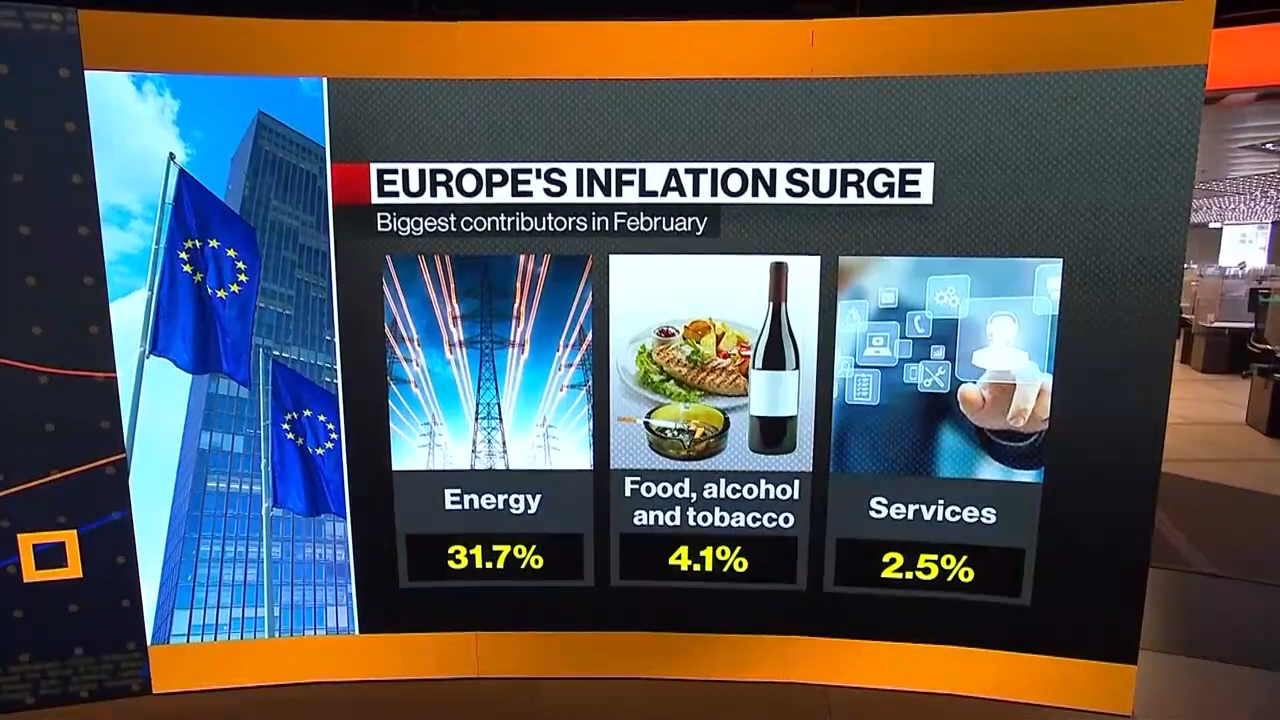 EUROPE'S INFLATION SURGE
Biggest contributors in February
Energy
31.7%
Food, alcohol
and tobacco
4.1%
Services
2.5%